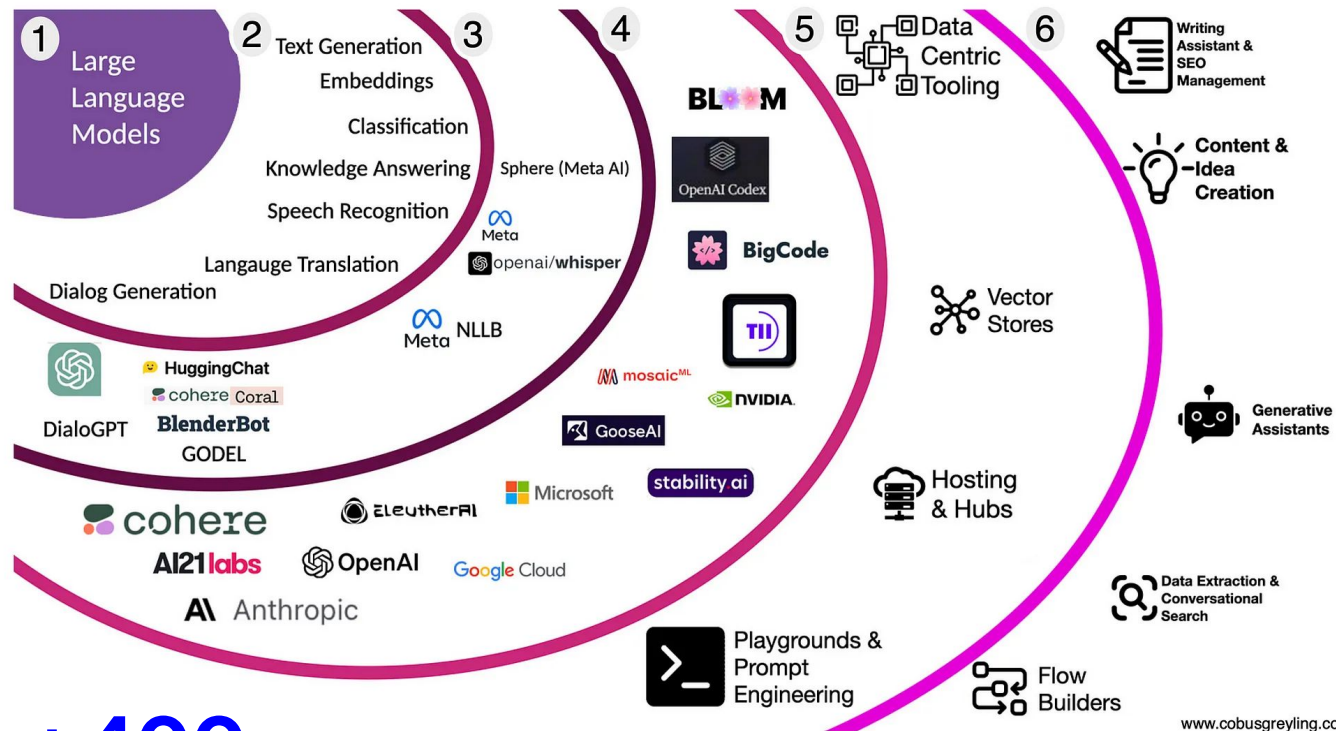 1
Large
Language
Models
2
Text Generation
Embeddings
Classification
Knowledge Answering
Speech Recognition
Langauge Translation
Dialog Generation
3
Sphere (Meta AI)
Meta
openai/whisper
Meta NLLB
HuggingChat
cohere Coral
DialoGPT
BlenderBot
GODEL
4
BLOOM
OpenAI Codex
BigCode
TII
mosaicML
NVIDIA.
GooseAI
stability.ai
Microsoft
EleutherAI
cohere
AI21labs
OpenAI
Google Cloud
A\ Anthropic
5
Data
Centric
Tooling
Vector
Stores
Hosting
& Hubs
Playgrounds &
Prompt
Engineering
6
Writing
Assistant &
SEO
Management
Content &
Idea
Creation
Generative
Assistants
Data Extraction &
Conversational
Search
Flow
Builders
www.cobusgreyling.co